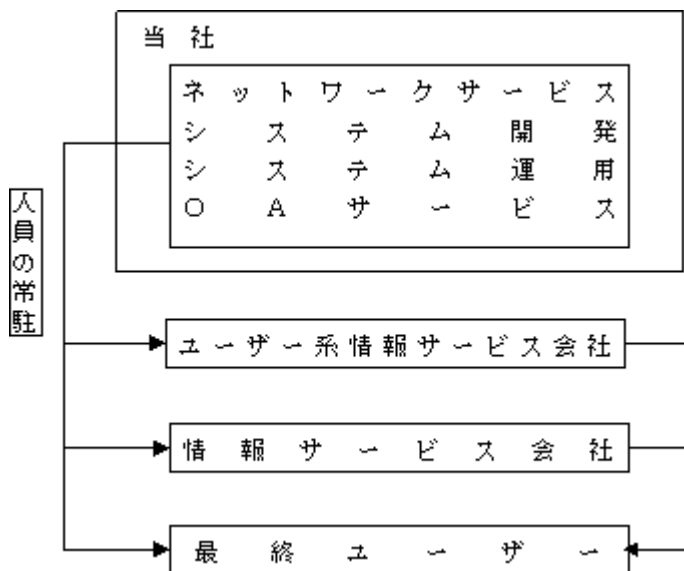 当社
ネットワークサービス
システム開発
システム運用
OAサービス
人員の常駐
ユーザー系情報サービス会社
情報サービス会社
最終ユーザー